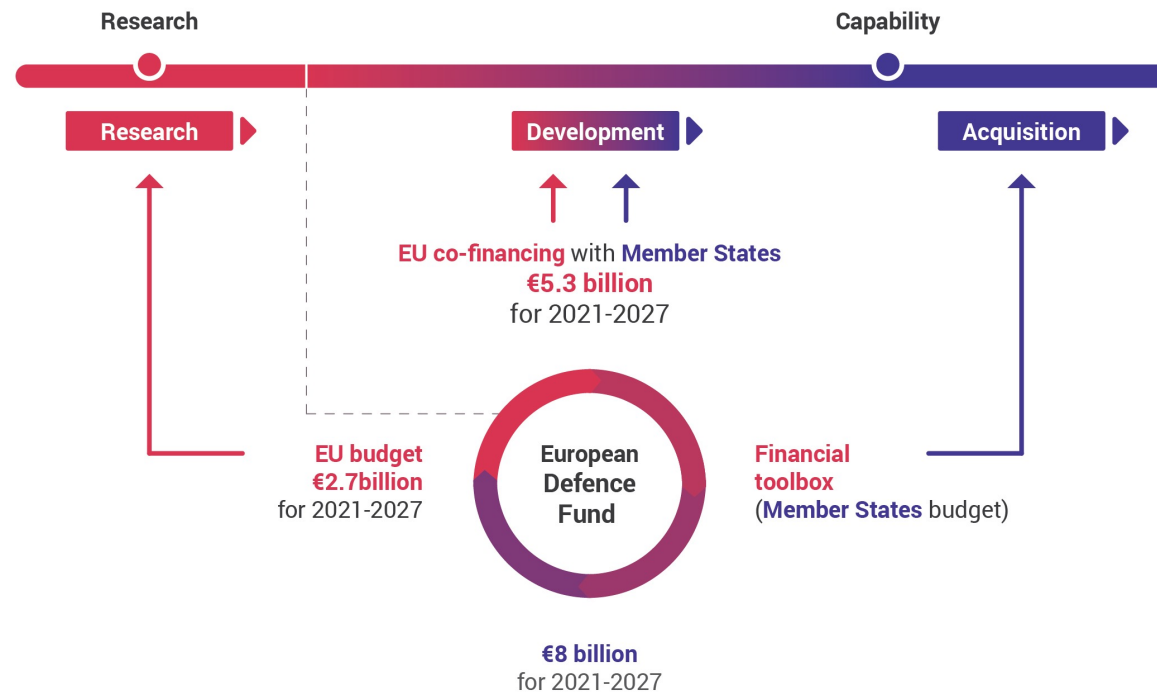 Research
Capability
Research
Development
Acquisition
EU co-financing with Member States
€5.3 billion
for 2021-2027
EU budget
€2.7billion
for 2021-2027
European
Defence
Fund
Financial
toolbox
(Member States budget)
€8 billion
for 2021-2027